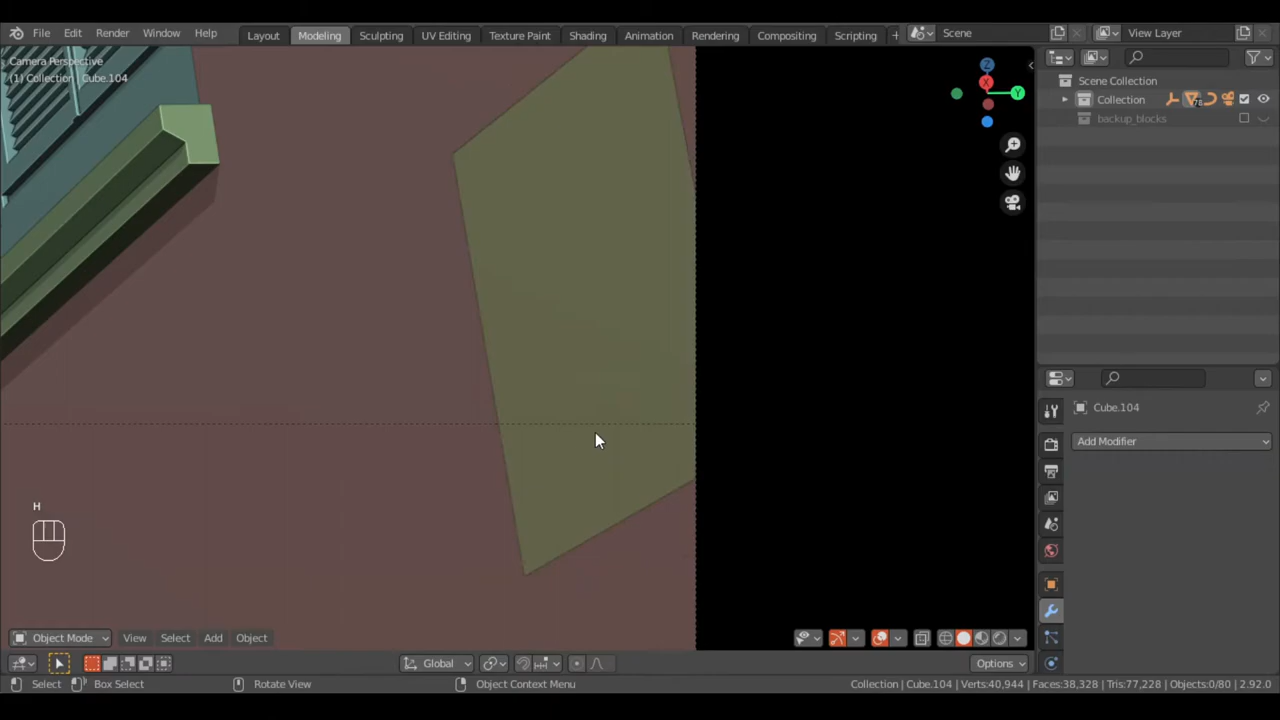 File Edit Render Window Help Layout Modeling Sculpting UV Editing Texture Paint Shading Animation Rendering Compositing Scripting + Scene View Layer
Camera Perspective
(1) Collection | Cube.104
Z
X
Y
Scene Collection
Collection 78
backup_blocks
Cube.104
Add Modifier
H
Object Mode View Select Add Object
Global Options
Select Box Select Rotate View Object Context Menu Collection | Cube.104 | Verts:40,944 | Faces:38,328 | Tris:77,228 | Objects:0/80 | 2.92.0